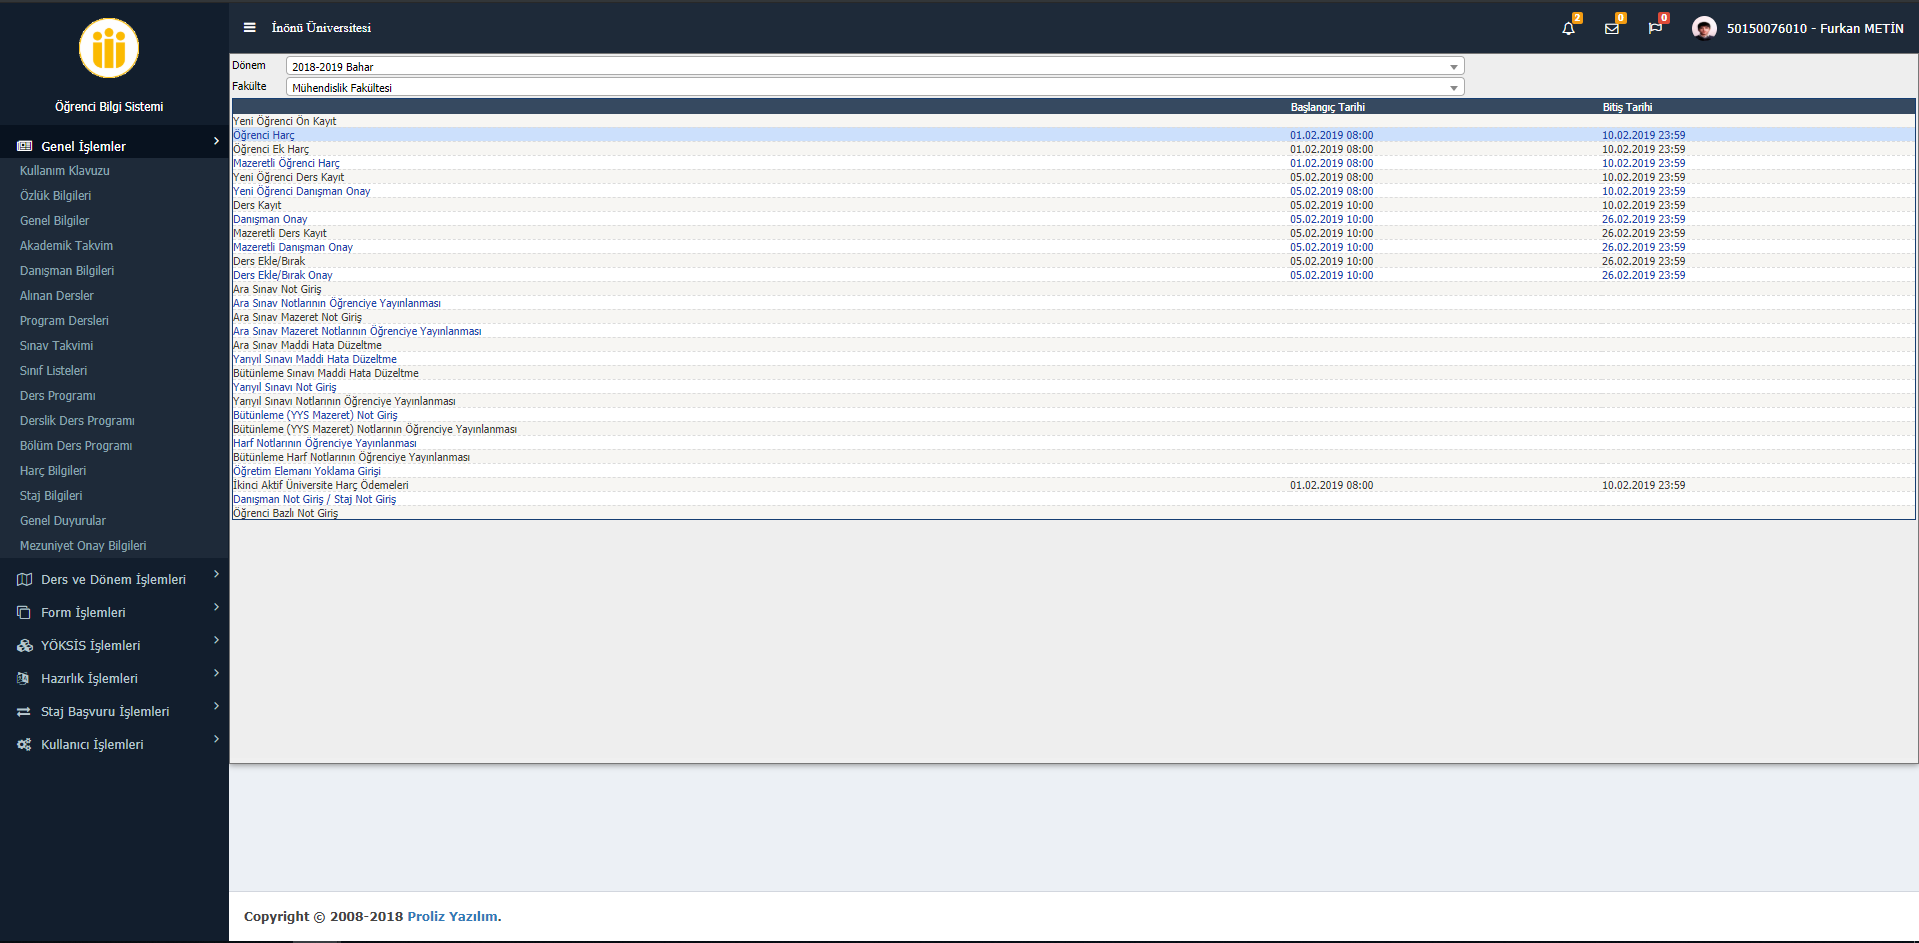 Öğrenci Bilgi Sistemi
Genel İşlemler
Kullanım Klavuzu
Özlük Bilgileri
Genel Bilgiler
Akademik Takvim
Danışman Bilgileri
Alınan Dersler
Program Dersleri
Sınav Takvimi
Sınıf Listeleri
Ders Programı
Derslik Ders Programı
Bölüm Ders Programı
Harç Bilgileri
Staj Bilgileri
Genel Duyurular
Mezuniyet Onay Bilgileri
Ders ve Dönem İşlemleri
Form İşlemleri
YÖKSİS İşlemleri
Hazırlık İşlemleri
Staj Başvuru İşlemleri
Kullanıcı İşlemleri
İnönü Üniversitesi 2 0 0 50150076010 - Furkan METİN
Dönem 2018-2019 Bahar
Fakülte Mühendislik Fakültesi
Başlangıç Tarihi Bitiş Tarihi
Yeni Öğrenci Ön Kayıt
Öğrenci Harç 01.02.2019 08:00 10.02.2019 23:59
Öğrenci Ek Harç 01.02.2019 08:00 10.02.2019 23:59
Mazeretli Öğrenci Harç 01.02.2019 08:00 10.02.2019 23:59
Yeni Öğrenci Ders Kayıt 05.02.2019 08:00 10.02.2019 23:59
Yeni Öğrenci Danışman Onay 05.02.2019 08:00 10.02.2019 23:59
Ders Kayıt 05.02.2019 10:00 10.02.2019 23:59
Danışman Onay 05.02.2019 10:00 26.02.2019 23:59
Mazeretli Ders Kayıt 05.02.2019 10:00 26.02.2019 23:59
Mazeretli Danışman Onay 05.02.2019 10:00 26.02.2019 23:59
Ders Ekle/Bırak 05.02.2019 10:00 26.02.2019 23:59
Ders Ekle/Bırak Onay 05.02.2019 10:00 26.02.2019 23:59
Ara Sınav Not Giriş
Ara Sınav Notlarının Öğrenciye Yayınlanması
Ara Sınav Mazeret Not Giriş
Ara Sınav Mazeret Notlarının Öğrenciye Yayınlanması
Ara Sınav Maddi Hata Düzeltme
Yarıyıl Sınavı Maddi Hata Düzeltme
Bütünleme Sınavı Maddi Hata Düzeltme
Yarıyıl Sınavı Not Giriş
Yarıyıl Sınavı Notlarının Öğrenciye Yayınlanması
Bütünleme (YYS Mazeret) Not Giriş
Bütünleme (YYS Mazeret) Notlarının Öğrenciye Yayınlanması
Harf Notlarının Öğrenciye Yayınlanması
Bütünleme Harf Notlarının Öğrenciye Yayınlanması
Öğretim Elemanı Yoklama Girişi
İkinci Aktif Üniversite Harç Ödemeleri 01.02.2019 08:00 10.02.2019 23:59
Danışman Not Giriş / Staj Not Giriş
Öğrenci Bazlı Not Giriş
Copyright © 2008-2018 Proliz Yazılım.